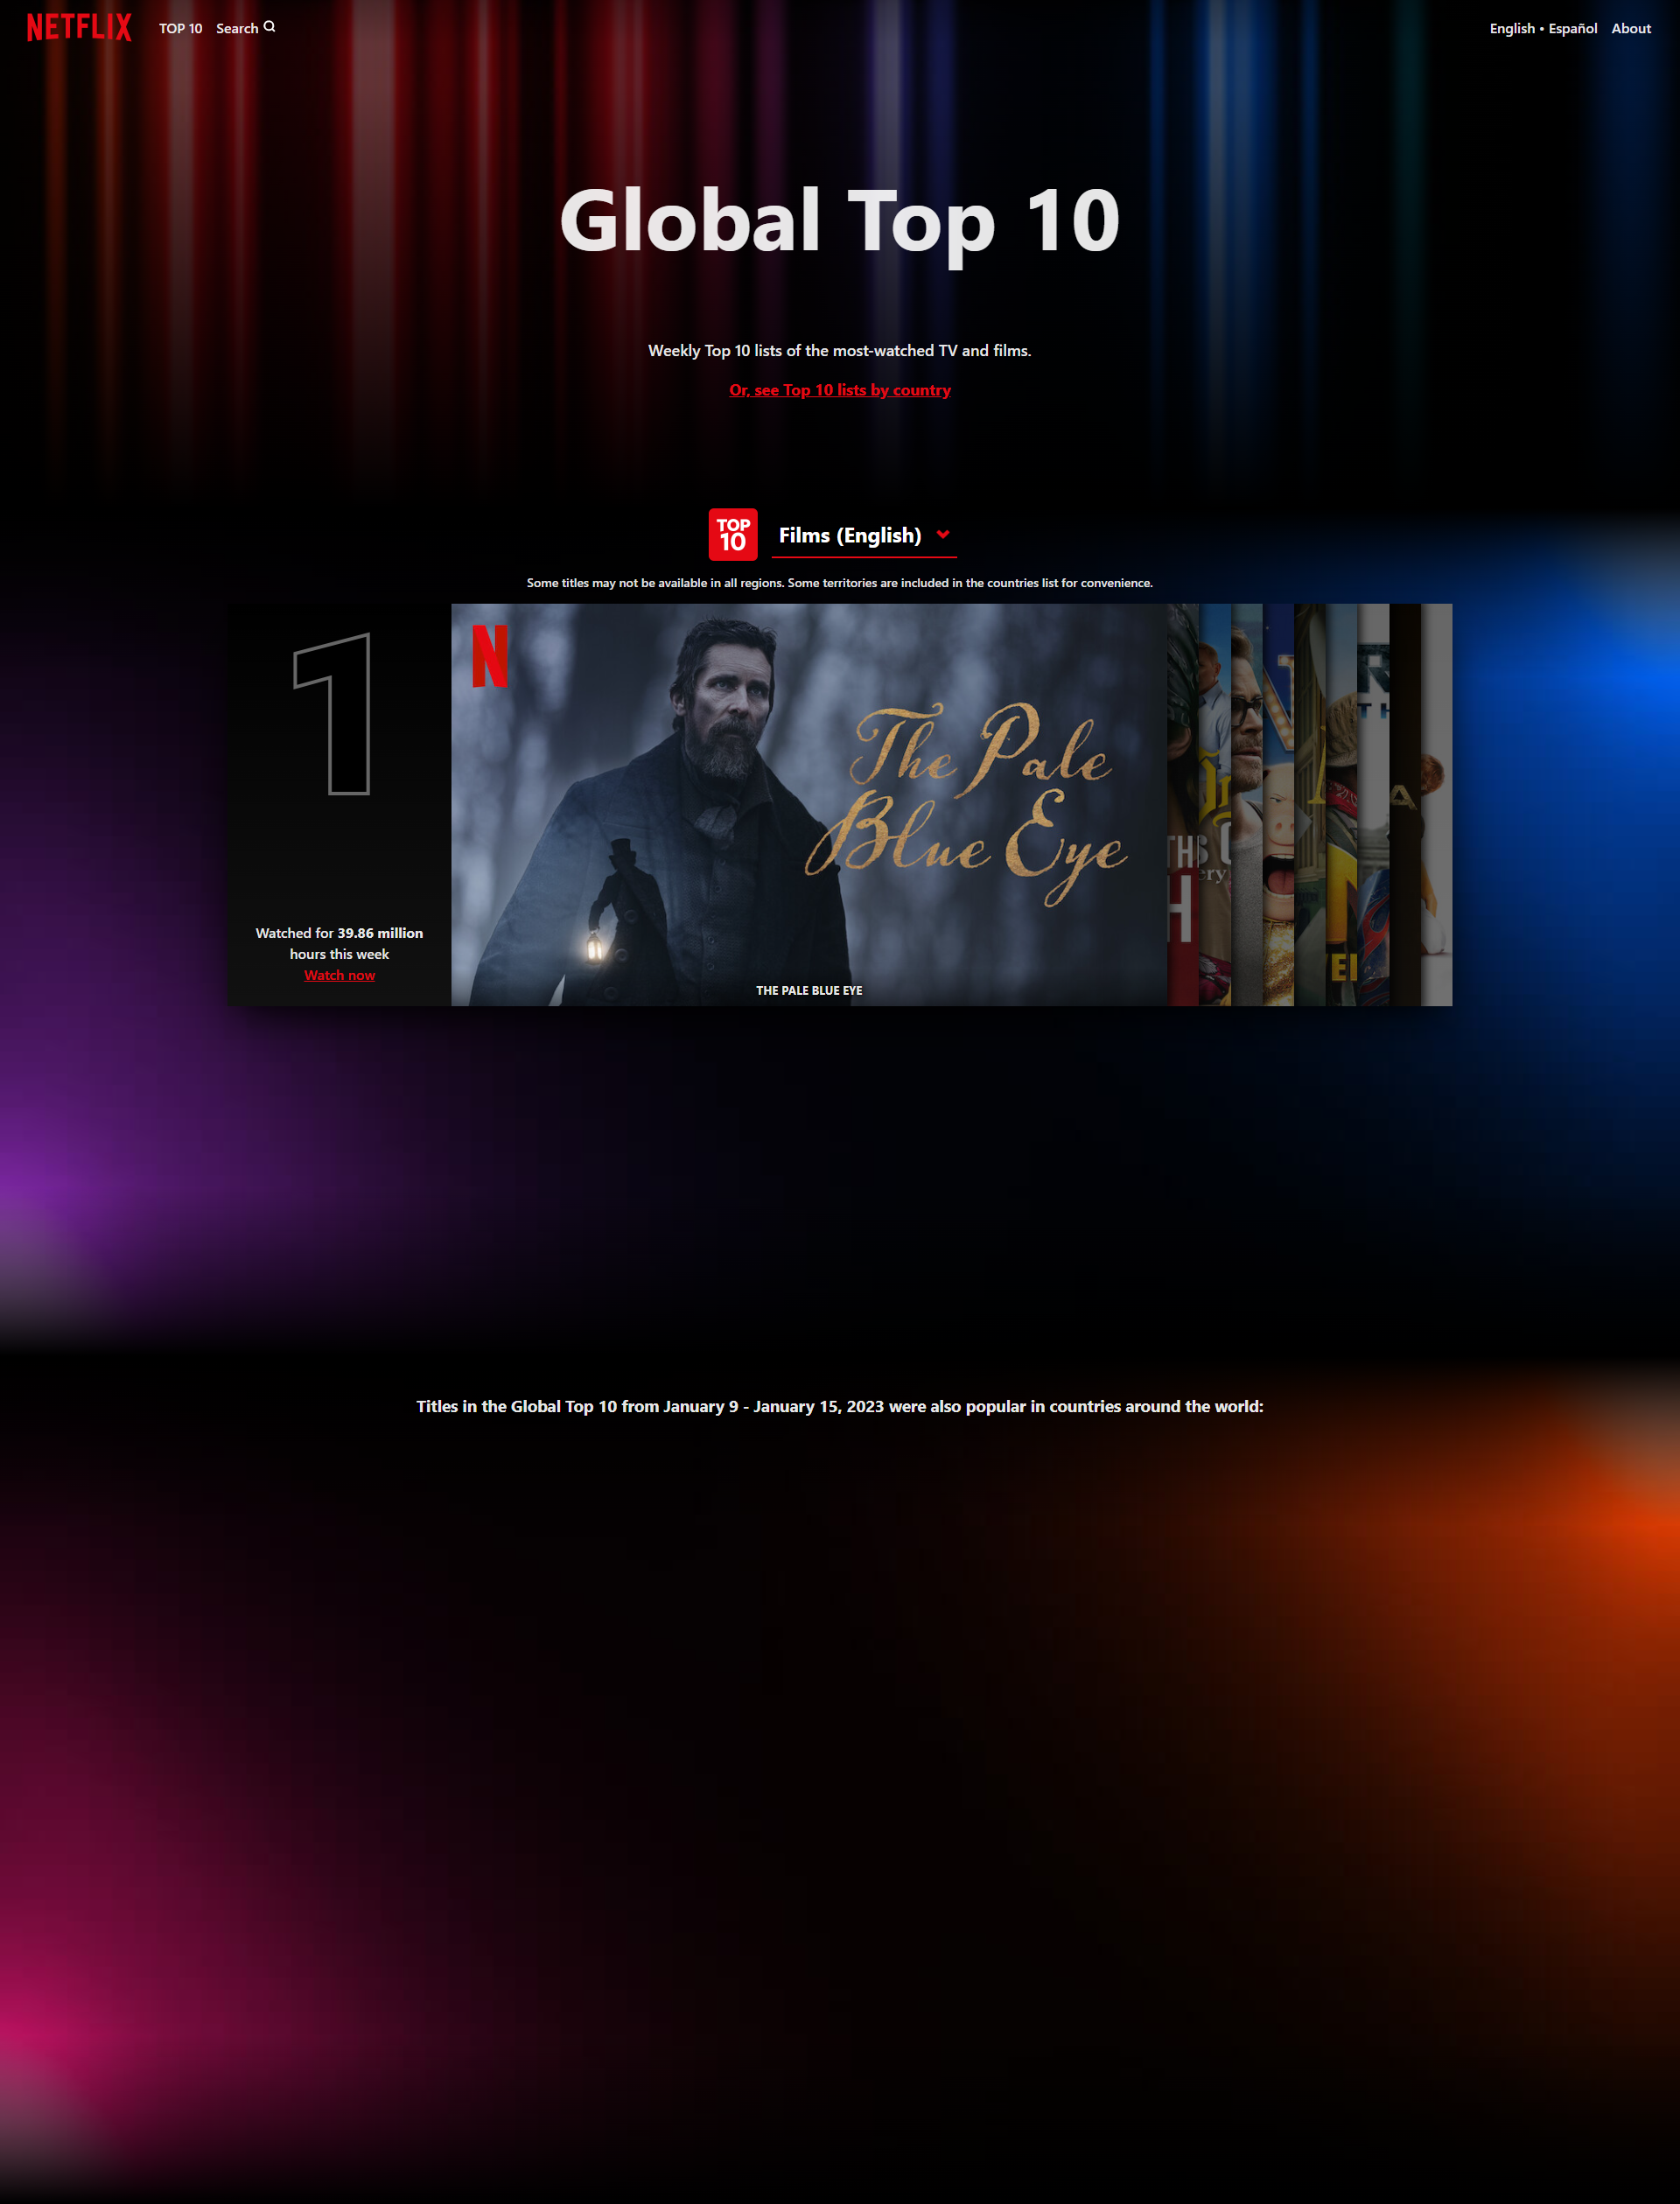 NETFLIX
TOP 10
Search
English • Español
About
Global Top 10
Weekly Top 10 lists of the most-watched TV and films.
Or, see Top 10 lists by country
TOP
10
Films (English)
Some titles may not be available in all regions. Some territories are included in the countries list for convenience.
1
N
The Pale
Blue Eye
Watched for 39.86 million
hours this week
Watch now
THE PALE BLUE EYE
Titles in the Global Top 10 from January 9 - January 15, 2023 were also popular in countries around the world: